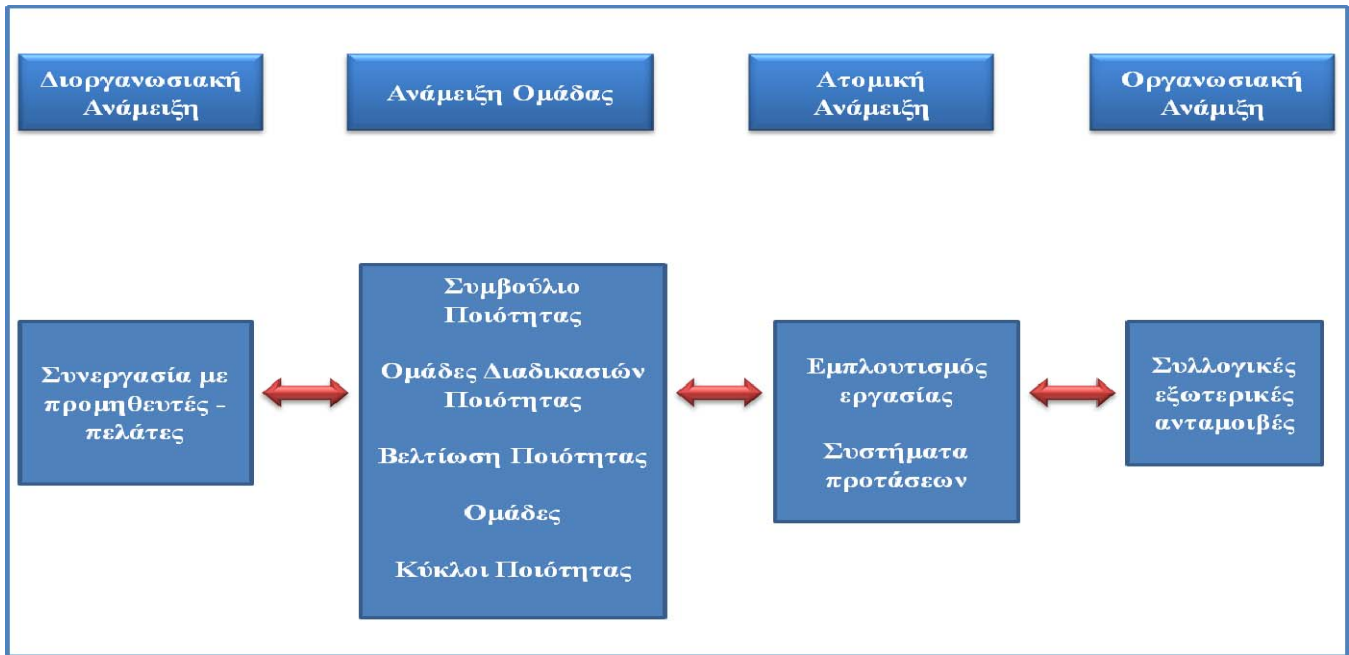 Διοργανωσιακή
Ανάμειξη
Ανάμειξη Ομάδας
Ατομική
Ανάμειξη
Οργανωσιακή
Ανάμιξη
Συνεργασία με
προμηθευτές –
πελάτες
Συμβούλιο
Ποιότητας
Ομάδες Διαδικασιών
Ποιότητας
Βελτίωση Ποιότητας
Ομάδες
Κύκλοι Ποιότητας
Εμπλουτισμός
εργασίας
Συστήματα
προτάσεων
Συλλογικές
εξωτερικές
ανταμοιβές